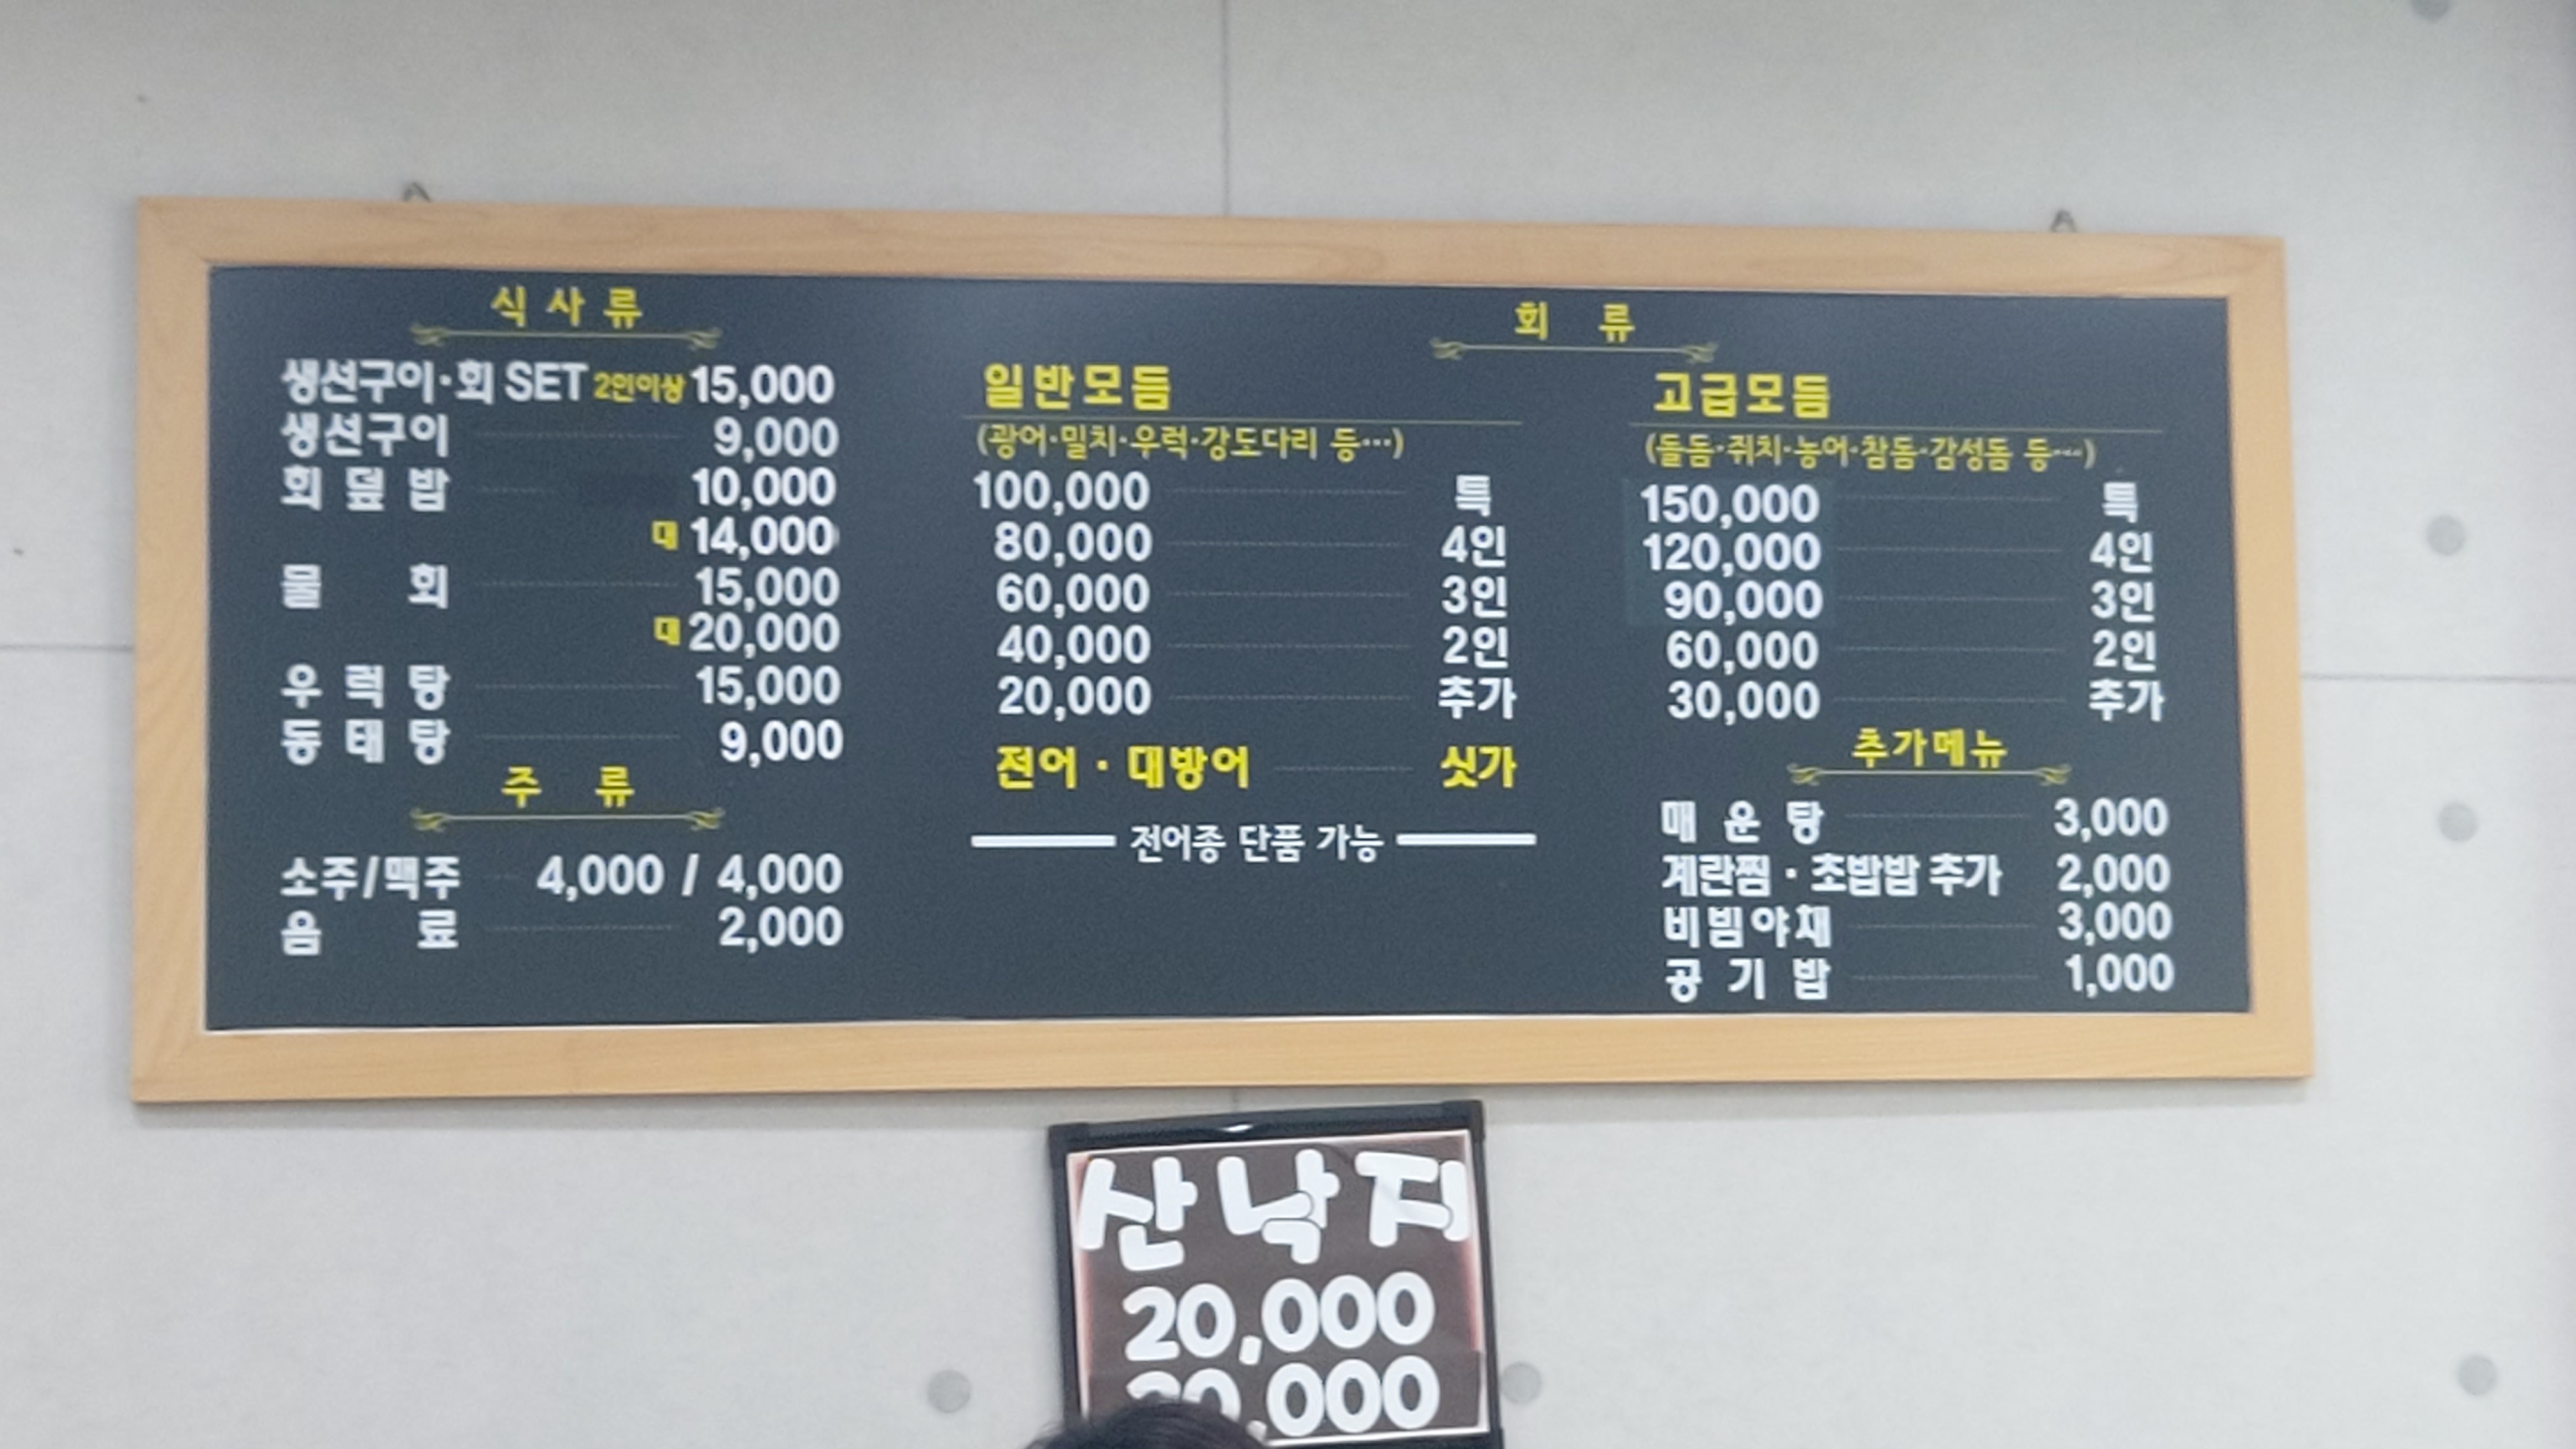 식사류
생선구이·회 SET 2인이상 15,000
생선구이 9,000
회덮밥 10,000
대 14,000
물회 15,000
대 20,000
우럭탕 15,000
동태탕 9,000
주류
소주/맥주 4,000 / 4,000
음료 2,000
회류
일반모듬
(광어·밀치·우럭·강도다리 등···)
100,000 특
80,000 4인
60,000 3인
40,000 2인
20,000 추가
전어·대방어 싯가
전어종 단품 가능
고급모듬
(돌돔·쥐치·농어·참돔·감성돔 등···)
150,000 특
120,000 4인
90,000 3인
60,000 2인
30,000 추가
추가메뉴
매운탕 3,000
계란찜·초밥밥 추가 2,000
비빔야채 3,000
공기밥 1,000
산낙지
20,000